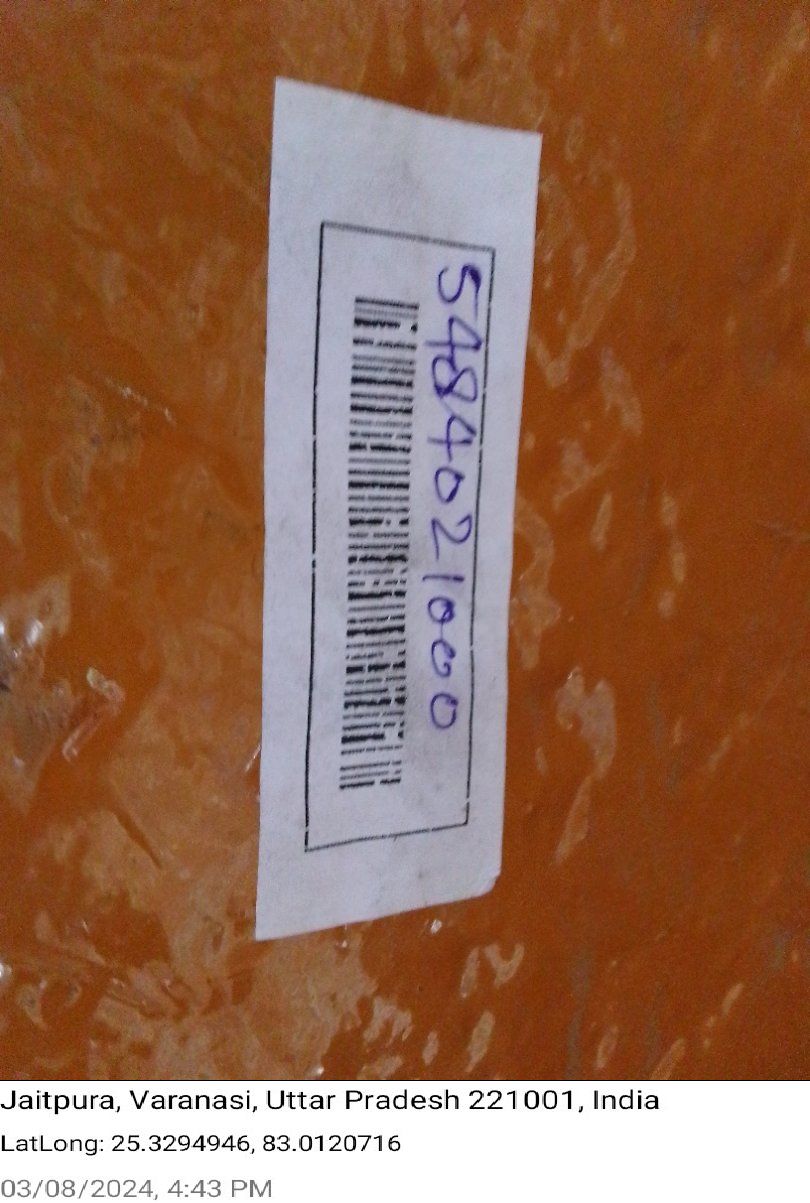 5484021000
Jaitpura, Varanasi, Uttar Pradesh 221001, India
LatLong: 25.3294946, 83.0120716
03/08/2024, 4:43 PM